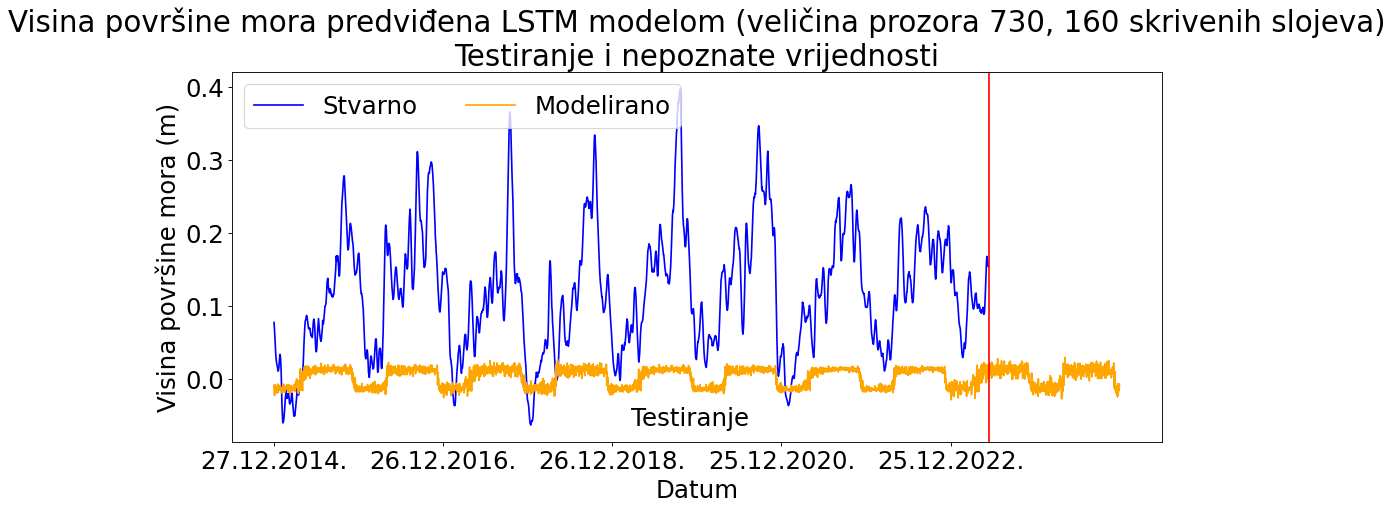 Visina površine mora predviđena LSTM modelom (veličina prozora 730, 160 skrivenih slojeva)
Testiranje i nepoznate vrijednosti
Stvarno
Modelirano
Visina površine mora (m)
0.4
0.3
0.2
0.1
0.0
Testiranje
27.12.2014.
26.12.2016.
26.12.2018.
25.12.2020.
25.12.2022.
Datum